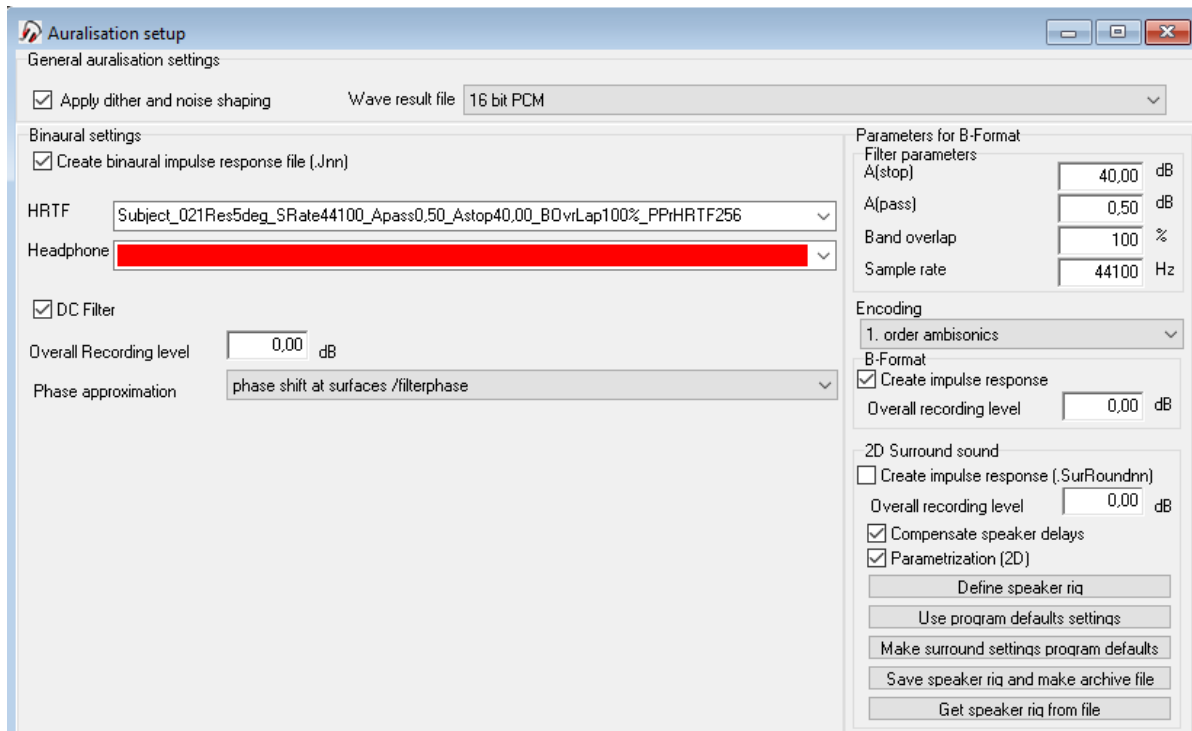 Auralisation setup
General auralisation settings
Apply dither and noise shaping
Wave result file 16 bit PCM
Binaural settings
Create binaural impulse response file (.Jnn)
HRTF Subject_021Res5deg_SRate44100_Apass0,50_Astop40,00_BOvrLap100%_PPrHRTF256
Headphone
DC Filter
Overall Recording level 0,00 dB
Phase approximation phase shift at surfaces /filterphase
Parameters for B-Format
Filter parameters
A(stop) 40,00 dB
A(pass) 0,50 dB
Band overlap 100 %
Sample rate 44100 Hz
Encoding
1. order ambisonics
B-Format
Create impulse response
Overall recording level 0,00 dB
2D Surround sound
Create impulse response (.SurRoundnn)
Overall recording level 0,00 dB
Compensate speaker delays
Parametrization (2D)
Define speaker rig
Use program defaults settings
Make surround settings program defaults
Save speaker rig and make archive file
Get speaker rig from file